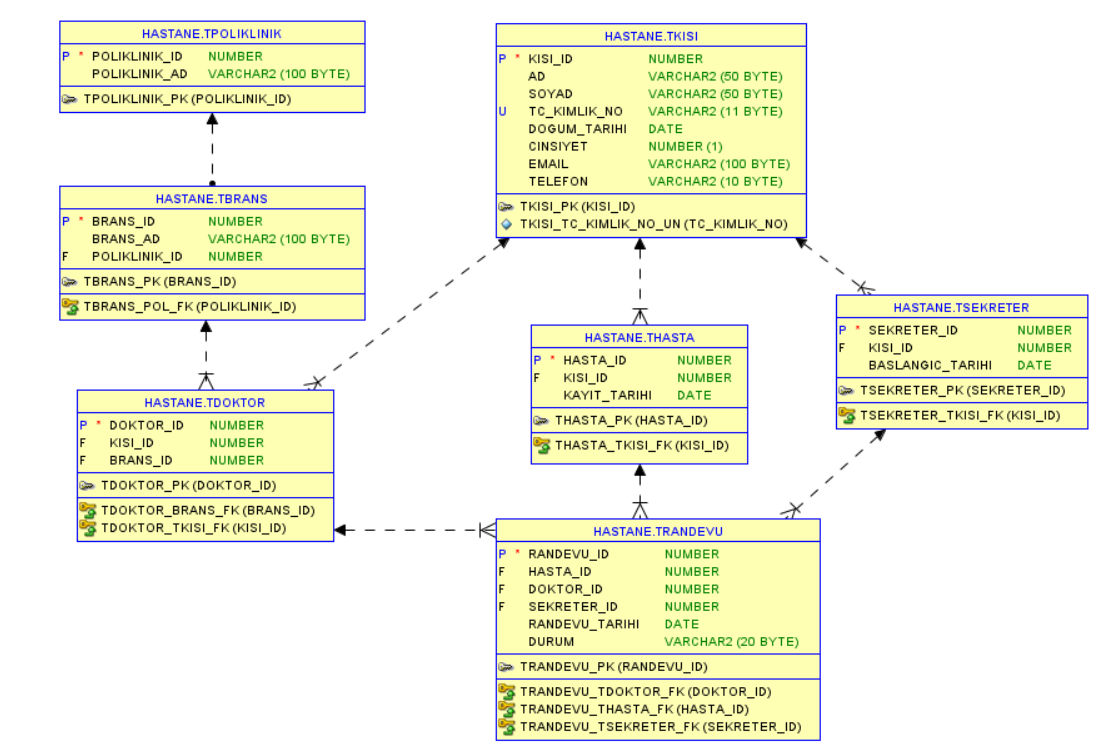 HASTANE.TPOLIKLINIK
P * POLIKLINIK_ID NUMBER
POLIKLINIK_AD VARCHAR2 (100 BYTE)
TPOLIKLINIK_PK (POLIKLINIK_ID)
HASTANE.TKISI
P * KISI_ID NUMBER
AD VARCHAR2 (50 BYTE)
SOYAD VARCHAR2 (50 BYTE)
U TC_KIMLIK_NO VARCHAR2 (11 BYTE)
DOGUM_TARIHI DATE
CINSIYET NUMBER (1)
EMAIL VARCHAR2 (100 BYTE)
TELEFON VARCHAR2 (10 BYTE)
TKISI_PK (KISI_ID)
TKISI_TC_KIMLIK_NO_UN (TC_KIMLIK_NO)
HASTANE.TBRANS
P * BRANS_ID NUMBER
BRANS_AD VARCHAR2 (100 BYTE)
F POLIKLINIK_ID NUMBER
TBRANS_PK (BRANS_ID)
TBRANS_POL_FK (POLIKLINIK_ID)
HASTANE.TSEKRETER
P * SEKRETER_ID NUMBER
F KISI_ID NUMBER
BASLANGIC_TARIHI DATE
TSEKRETER_PK (SEKRETER_ID)
TSEKRETER_TKISI_FK (KISI_ID)
HASTANE.THASTA
P * HASTA_ID NUMBER
F KISI_ID NUMBER
KAYIT_TARIHI DATE
THASTA_PK (HASTA_ID)
THASTA_TKISI_FK (KISI_ID)
HASTANE.TDOKTOR
P * DOKTOR_ID NUMBER
F KISI_ID NUMBER
F BRANS_ID NUMBER
TDOKTOR_PK (DOKTOR_ID)
TDOKTOR_BRANS_FK (BRANS_ID)
TDOKTOR_TKISI_FK (KISI_ID)
HASTANE.TRANDEVU
P * RANDEVU_ID NUMBER
F HASTA_ID NUMBER
F DOKTOR_ID NUMBER
F SEKRETER_ID NUMBER
RANDEVU_TARIHI DATE
DURUM VARCHAR2 (20 BYTE)
TRANDEVU_PK (RANDEVU_ID)
TRANDEVU_TDOKTOR_FK (DOKTOR_ID)
TRANDEVU_THASTA_FK (HASTA_ID)
TRANDEVU_TSEKRETER_FK (SEKRETER_ID)